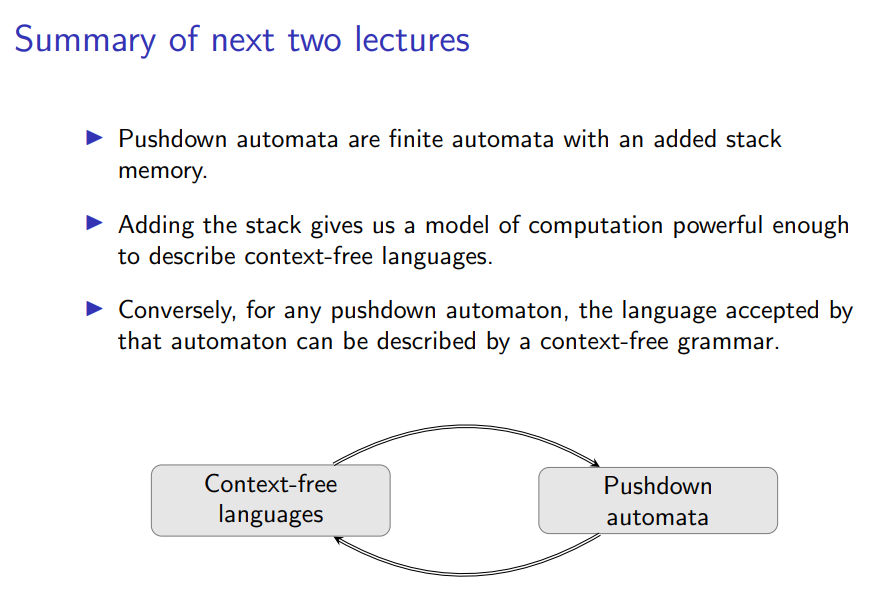 Summary of next two lectures
Pushdown automata are finite automata with an added stack
memory.
Adding the stack gives us a model of computation powerful enough
to describe context-free languages.
Conversely, for any pushdown automaton, the language accepted by
that automaton can be described by a context-free grammar.
Context-free
languages
Pushdown
automata